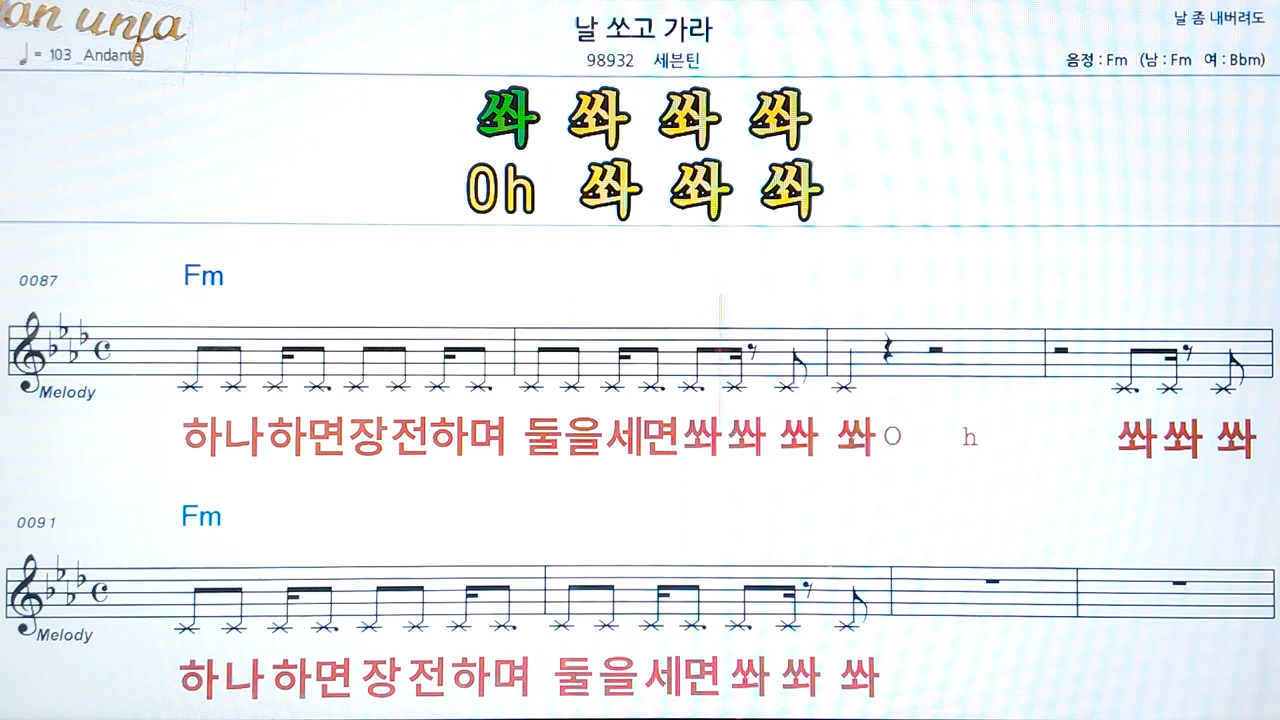 날 쏘고 가라
날 좀 내버려도
= 103 Andante
98932 세븐틴
음정 : Fm (남 : Fm 여 : Bbm)
쏴 쏴 쏴 쏴
Oh 쏴 쏴 쏴
0087
Fm
Melody
하나하면장전하며 둘을세면쏴쏴 쏴 쏴 O h 쏴쏴 쏴
0091
Fm
Melody
하나하면장전하며 둘을세면 쏴 쏴 쏴